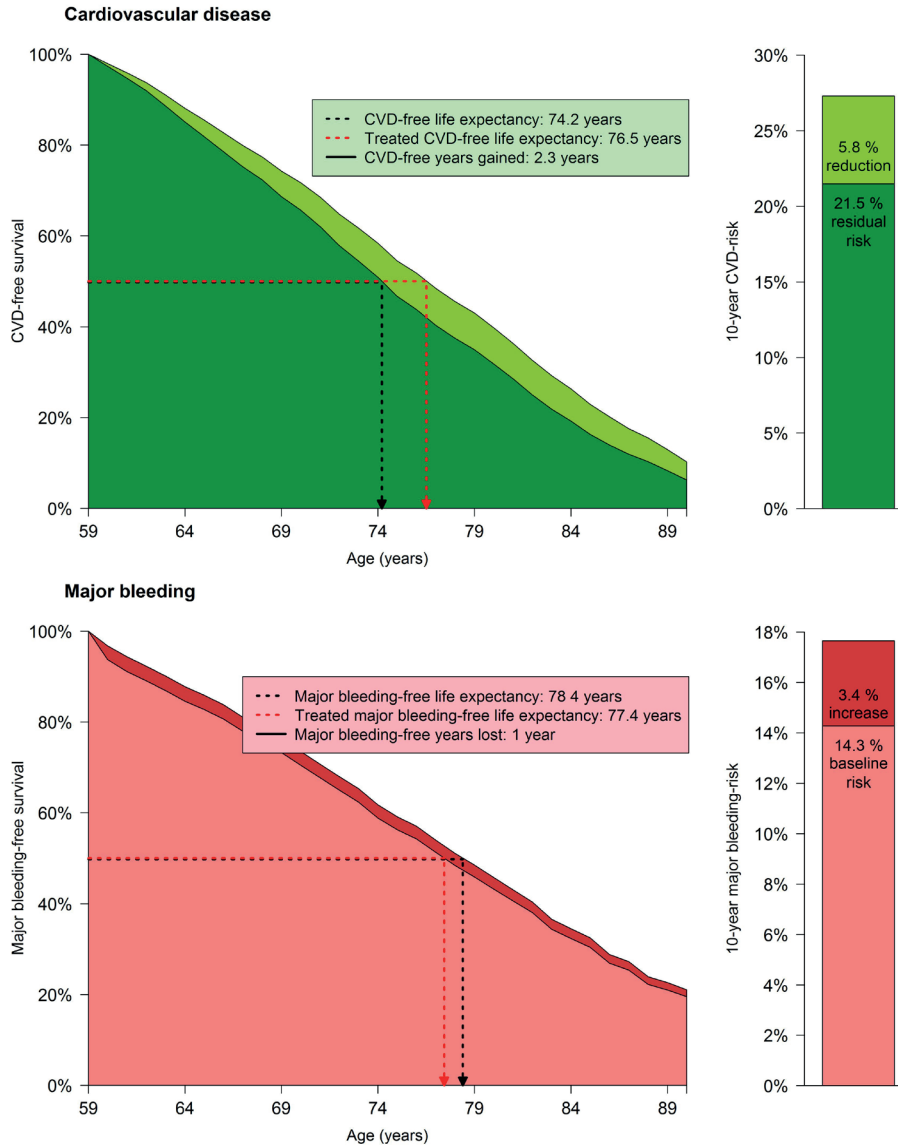 Cardiovascular disease
100%
80%
60%
40%
20%
0%
CVD-free survival
59
64
69
74
79
84
89
Age (years)
CVD-free life expectancy: 74.2 years
Treated CVD-free life expectancy: 76.5 years
CVD-free years gained: 2.3 years
30%
25%
20%
15%
10%
5%
0%
10-year CVD-risk
5.8 %
reduction
21.5 %
residual
risk
Major bleeding
100%
80%
60%
40%
20%
0%
Major bleeding-free survival
59
64
69
74
79
84
89
Age (years)
Major bleeding-free life expectancy: 78 4 years
Treated major bleeding-free life expectancy: 77.4 years
Major bleeding-free years lost: 1 year
18%
16%
14%
12%
10%
8%
6%
4%
2%
0%
10-year major bleeding-risk
3.4 %
increase
14.3 %
baseline
risk